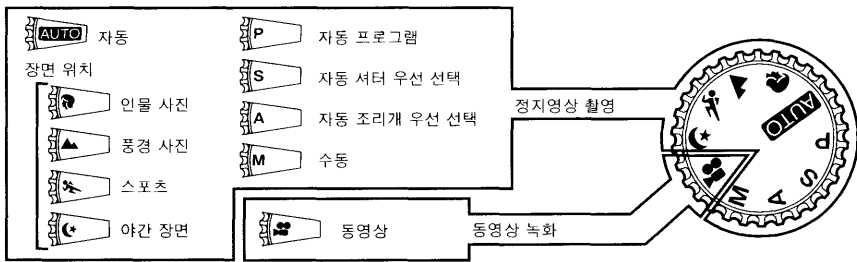 AUTO 자동
장면 위치
인물 사진
풍경 사진
스포츠
야간 장면
P 자동 프로그램
S 자동 셔터 우선 선택
A 자동 조리개 우선 선택
M 수동
정지영상 촬영
동영상
동영상 녹화
AUTO
P
S
A
M